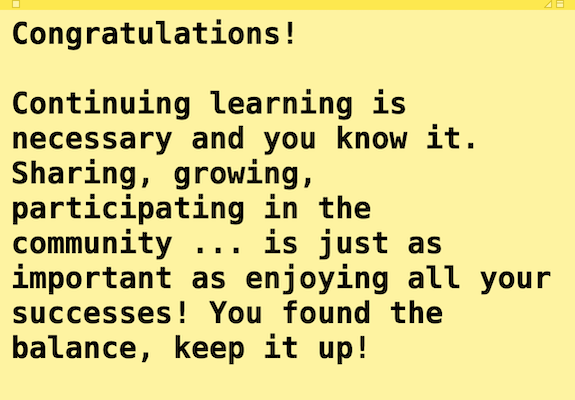 Congratulations!
Continuing learning is
necessary and you know it.
Sharing, growing,
participating in the
community ... is just as
important as enjoying all your
successes! You found the
balance, keep it up!